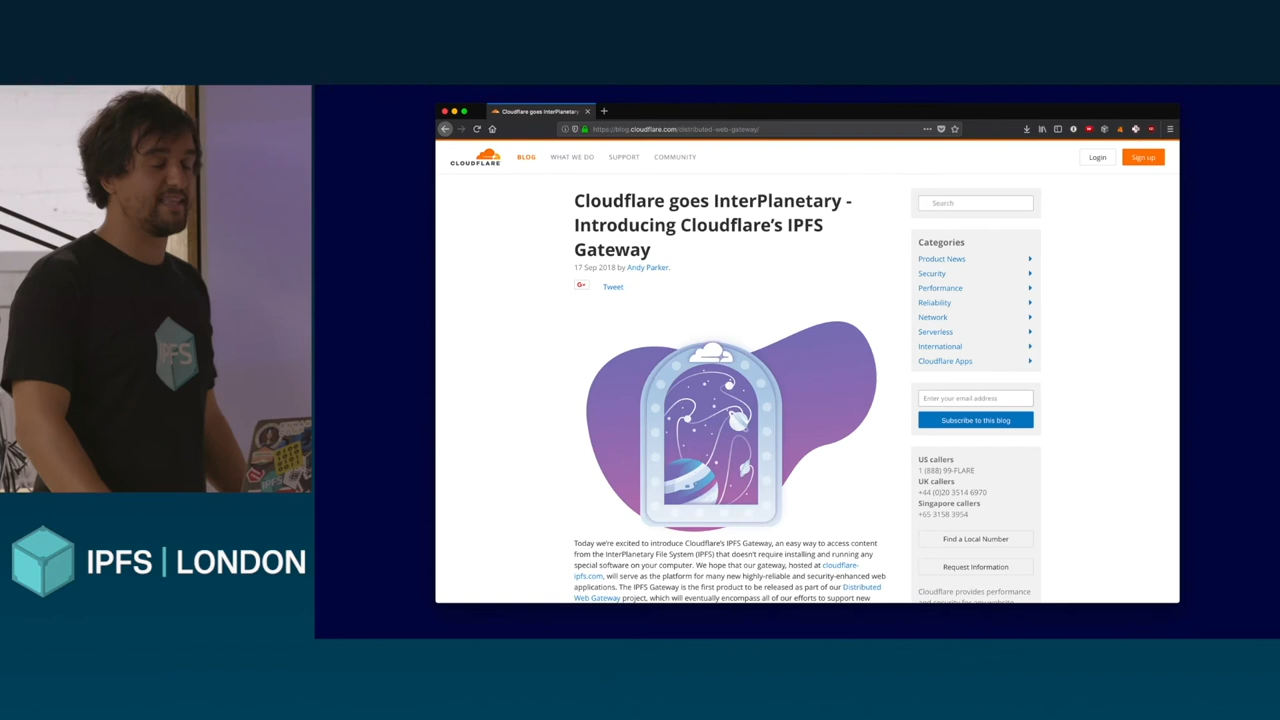 Cloudflare goes InterPlanetary
https://blog.cloudflare.com/distributed-web-gateway/
CLOUDFLARE
BLOG
WHAT WE DO
SUPPORT
COMMUNITY
Login
Sign up
Cloudflare goes InterPlanetary -
Introducing Cloudflare's IPFS
Gateway
17 Sep 2018 by Andy Parker.
G+
Tweet
Today we're excited to introduce Cloudflare's IPFS Gateway, an easy way to access content
from the InterPlanetary File System (IPFS) that doesn't require installing and running any
special software on your computer. We hope that our gateway, hosted at cloudflare-
ipfs.com, will serve as the platform for many new highly-reliable and security-enhanced web
applications. The IPFS Gateway is the first product to be released as part of our Distributed
Web Gateway project, which will eventually encompass all of our efforts to support new
Search
Categories
Product News
Security
Performance
Reliability
Network
Serverless
International
Cloudflare Apps
Enter your email address
Subscribe to this blog
US callers
1 (888) 99-FLARE
UK callers
+44 (0)20 3514 6970
Singapore callers
+65 3158 3954
Find a Local Number
Request Information
Cloudflare provides performance
and security for any website.
IPFS
IPFS | LONDON